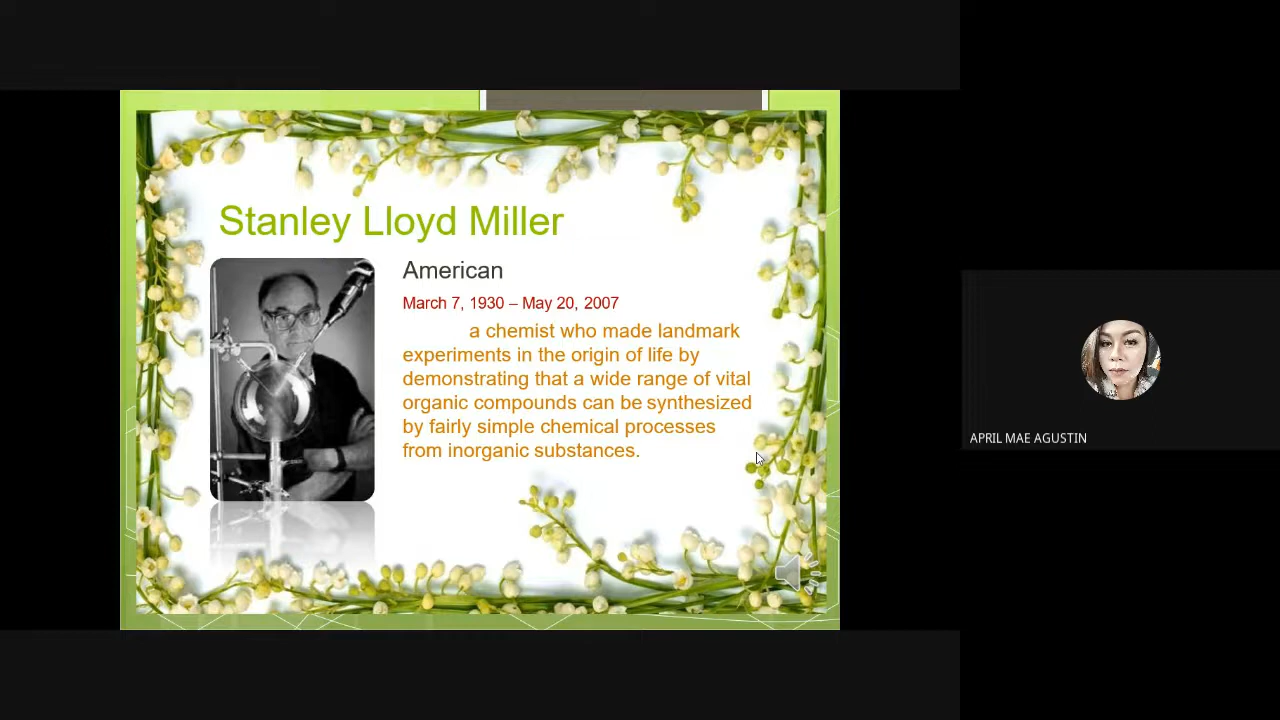 Stanley Lloyd Miller
American
March 7, 1930 – May 20, 2007
a chemist who made landmark
experiments in the origin of life by
demonstrating that a wide range of vital
organic compounds can be synthesized
by fairly simple chemical processes
from inorganic substances.
APRIL MAE AGUSTIN